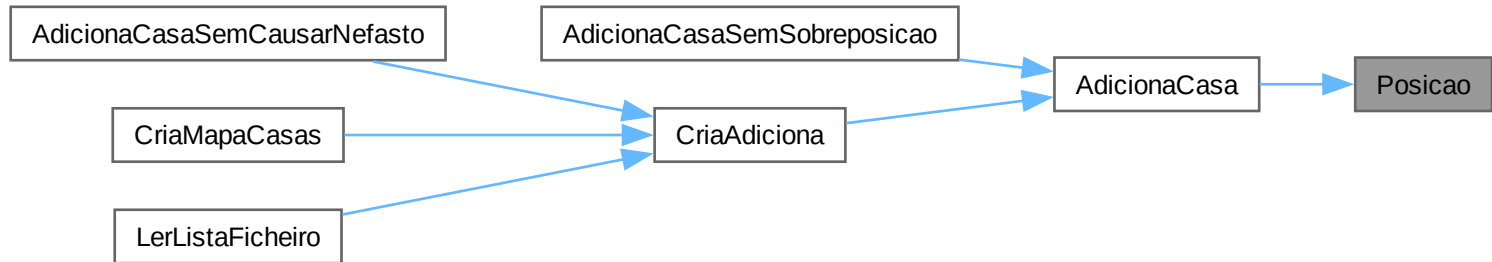 AdicionaCasaSemCausarNefasto
AdicionaCasaSemSobreposicao
AdicionaCasa
Posicao
CriaMapaCasas
CriaAdiciona
LerListaFicheiro